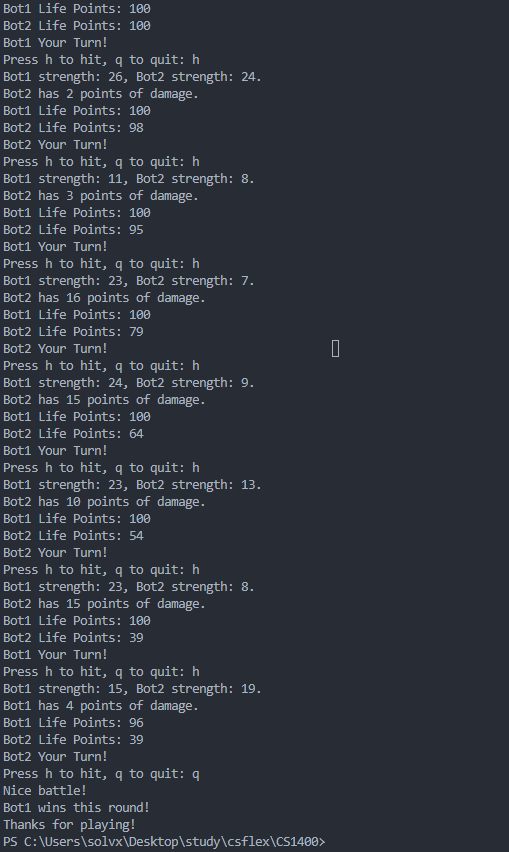 Bot1 Life Points: 100
Bot2 Life Points: 100
Bot1 Your Turn!
Press h to hit, q to quit: h
Bot1 strength: 26, Bot2 strength: 24.
Bot2 has 2 points of damage.
Bot1 Life Points: 100
Bot2 Life Points: 98
Bot2 Your Turn!
Press h to hit, q to quit: h
Bot1 strength: 11, Bot2 strength: 8.
Bot2 has 3 points of damage.
Bot1 Life Points: 100
Bot2 Life Points: 95
Bot1 Your Turn!
Press h to hit, q to quit: h
Bot1 strength: 23, Bot2 strength: 7.
Bot2 has 16 points of damage.
Bot1 Life Points: 100
Bot2 Life Points: 79
Bot2 Your Turn!
Press h to hit, q to quit: h
Bot1 strength: 24, Bot2 strength: 9.
Bot2 has 15 points of damage.
Bot1 Life Points: 100
Bot2 Life Points: 64
Bot1 Your Turn!
Press h to hit, q to quit: h
Bot1 strength: 23, Bot2 strength: 13.
Bot2 has 10 points of damage.
Bot1 Life Points: 100
Bot2 Life Points: 54
Bot2 Your Turn!
Press h to hit, q to quit: h
Bot1 strength: 23, Bot2 strength: 8.
Bot2 has 15 points of damage.
Bot1 Life Points: 100
Bot2 Life Points: 39
Bot1 Your Turn!
Press h to hit, q to quit: h
Bot1 strength: 15, Bot2 strength: 19.
Bot1 has 4 points of damage.
Bot1 Life Points: 96
Bot2 Life Points: 39
Bot2 Your Turn!
Press h to hit, q to quit: q
Nice battle!
Bot1 wins this round!
Thanks for playing!
PS C:\Users\solvx\Desktop\study\csflex\CS1400>